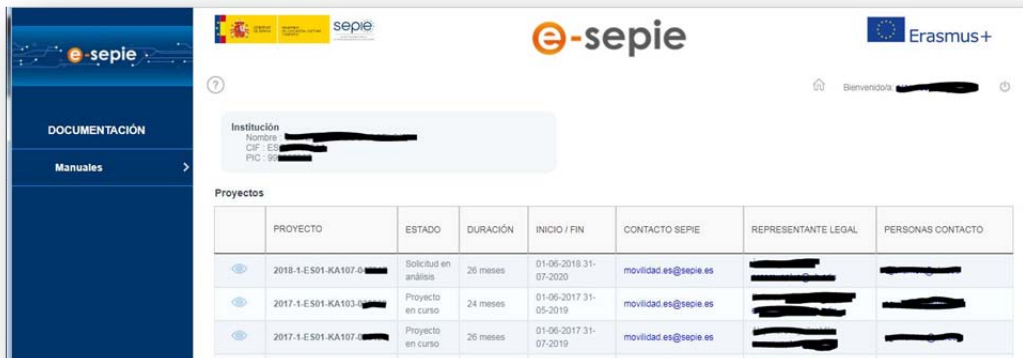 e-sepie
sepie
e-sepie
Erasmus+
?
Bienvenido/a:
DOCUMENTACIÓN
Manuales
Institución
Nombre :
CIF : ES
PIC : 99
Proyectos
PROYECTO ESTADO DURACIÓN INICIO / FIN CONTACTO SEPIE REPRESENTANTE LEGAL PERSONAS CONTACTO
2018-1-ES01-KA107-0 Solicitud en análisis 26 meses 01-06-2018 31-07-2020 movilidad.es@sepie.es
2017-1-ES01-KA103-0 Proyecto en curso 24 meses 01-06-2017 31-05-2019 movilidad.es@sepie.es
2017-1-ES01-KA107-0 Proyecto en curso 26 meses 01-06-2017 31-07-2019 movilidad.es@sepie.es